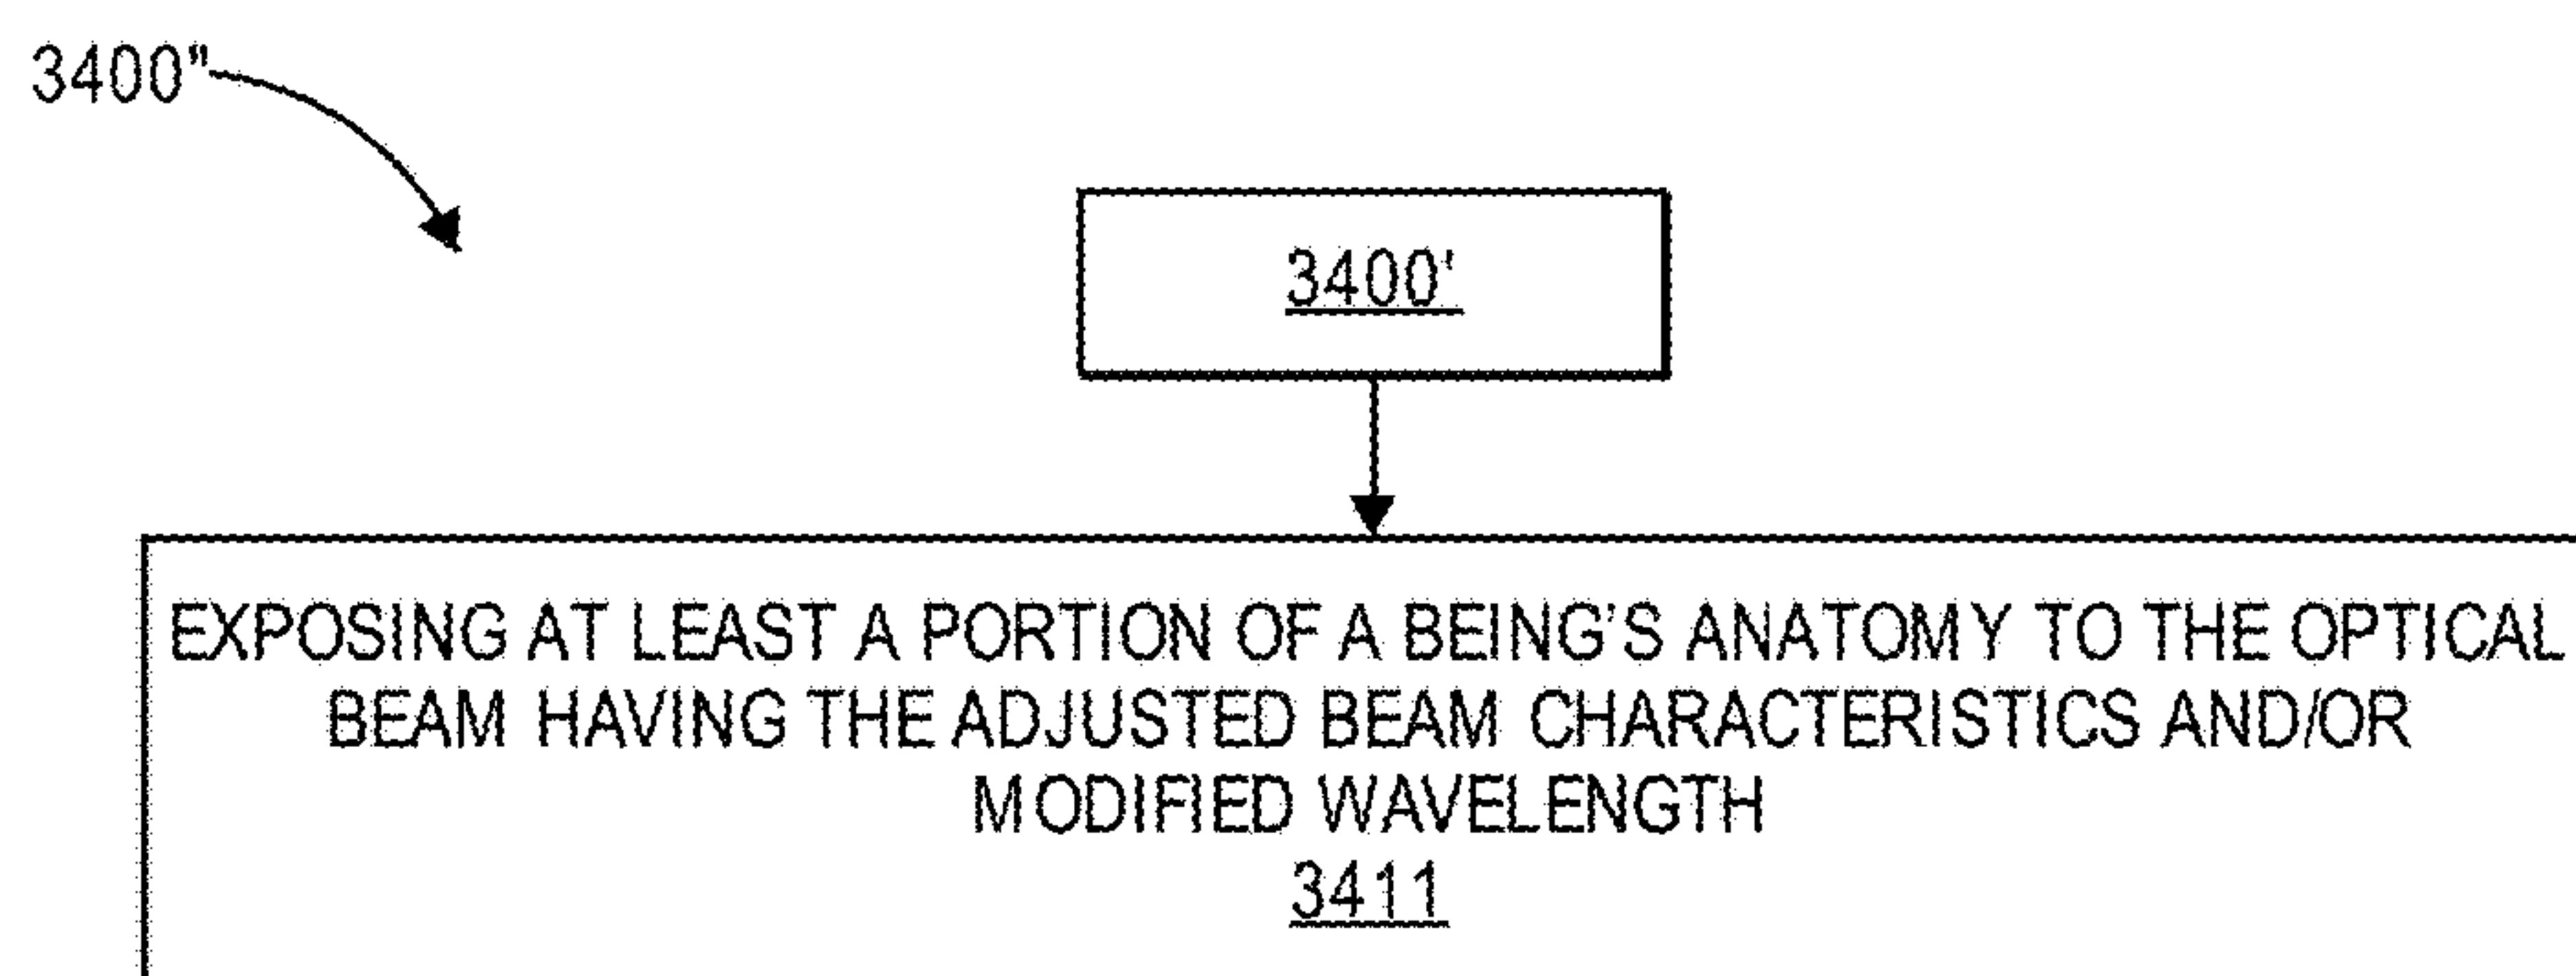 3400"
3400'
EXPOSING AT LEAST A PORTION OF A BEING'S ANATOMY TO THE OPTICAL
BEAM HAVING THE ADJUSTED BEAM CHARACTERISTICS AND/OR
MODIFIED WAVELENGTH
3411